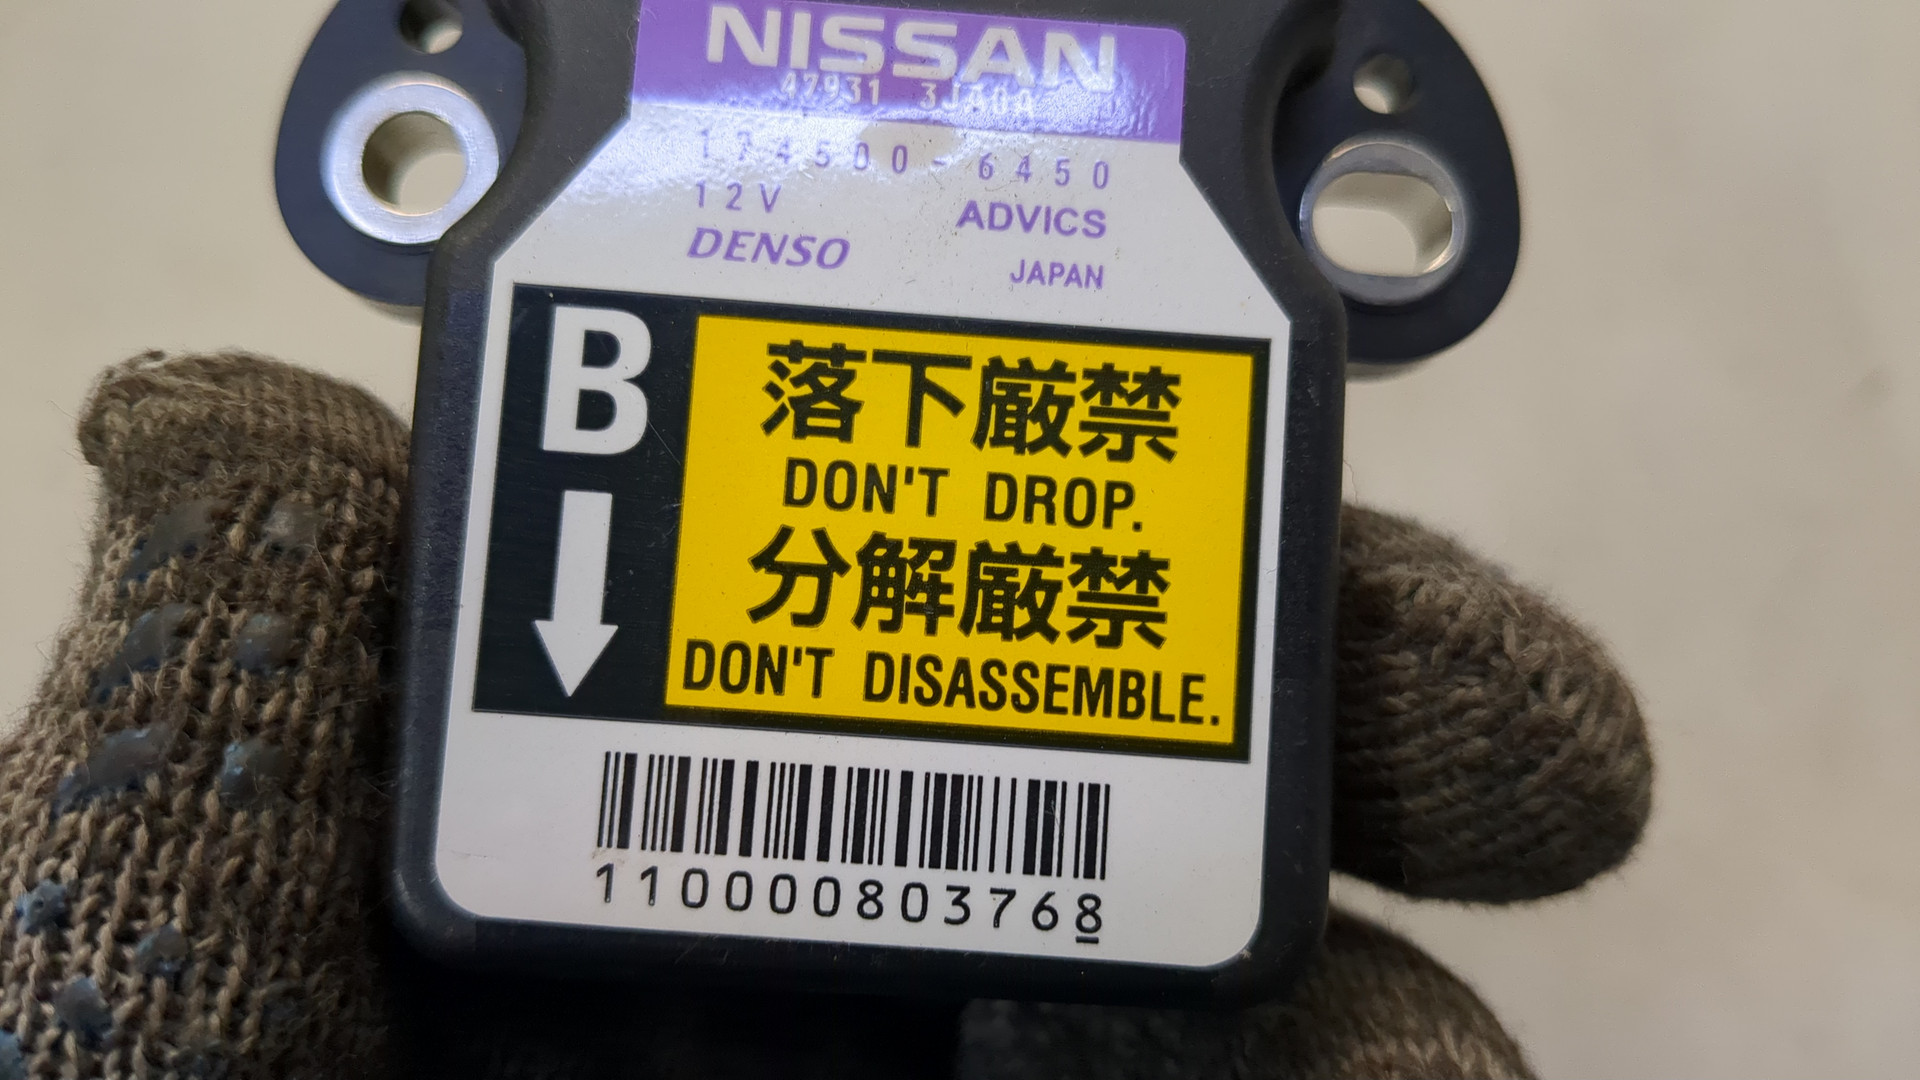 NISSAN
47931 3JA0A
174500-6450
12V
ADVICS
DENSO
JAPAN
B
落下厳禁
DON'T DROP.
分解厳禁
DON'T DISASSEMBLE.
110000803768